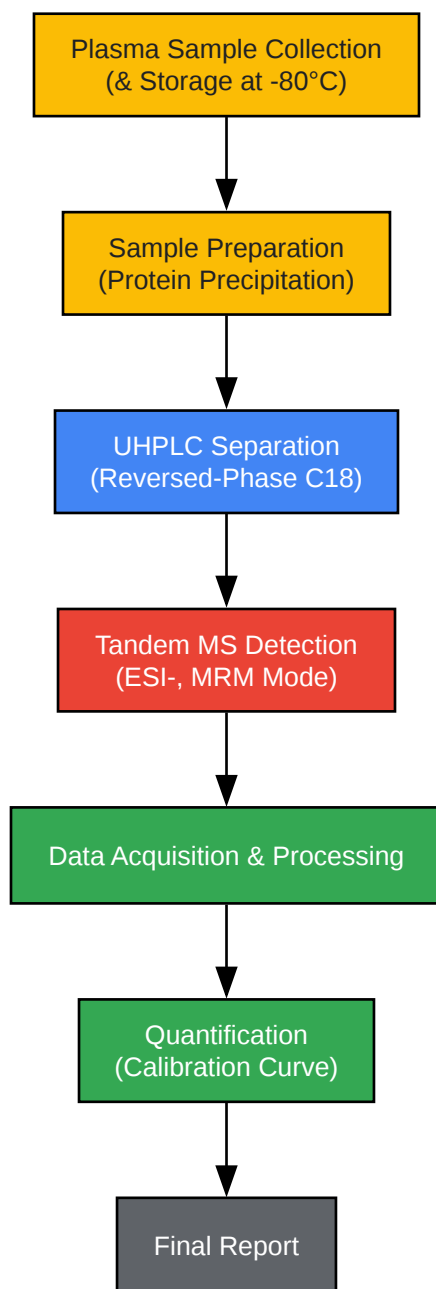 Plasma Sample Collection
(& Storage at -80°C)
Sample Preparation
(Protein Precipitation)
UHPLC Separation
(Reversed-Phase C18)
Tandem MS Detection
(ESI-, MRM Mode)
Data Acquisition & Processing
Quantification
(Calibration Curve)
Final Report